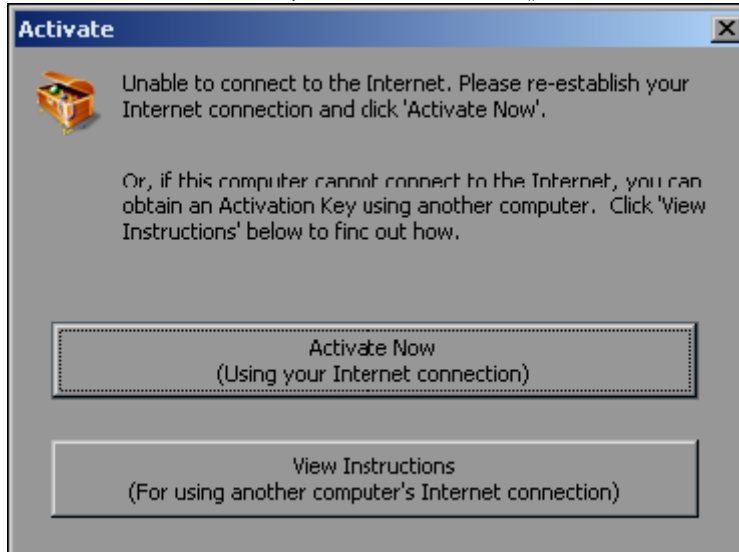 Activate
Unable to connect to the Internet. Please re-establish your
Internet connection and click 'Activate Now'.
Or, if this computer cannot connect to the Internet, you can
obtain an Activation Key using another computer. Click 'View
Instructions' below to find out how.
Activate Now
(Using your Internet connection)
View Instructions
(For using another computer's Internet connection)